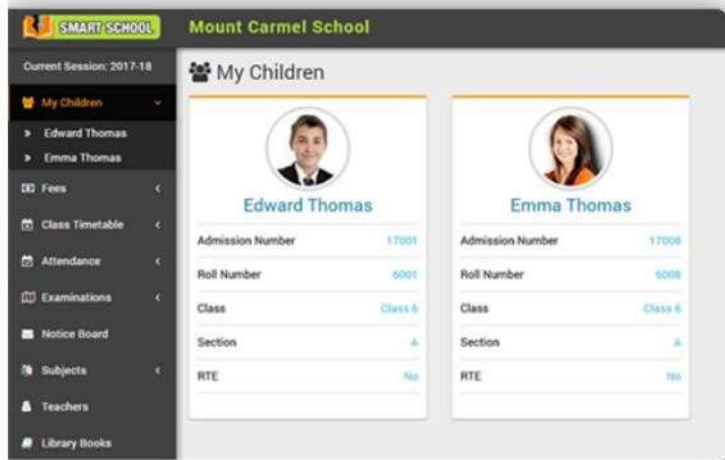 SMART SCHOOL
Mount Carmel School
Current Session: 2017-18
My Children
Edward Thomas
Emma Thomas
Fees
Class Timetable
Attendance
Examinations
Notice Board
Subjects
Teachers
Library Books
My Children
Edward Thomas
Admission Number 17001
Roll Number 6001
Class Class 6
Section A
RTE No
Emma Thomas
Admission Number 17008
Roll Number 6008
Class Class 6
Section A
RTE No